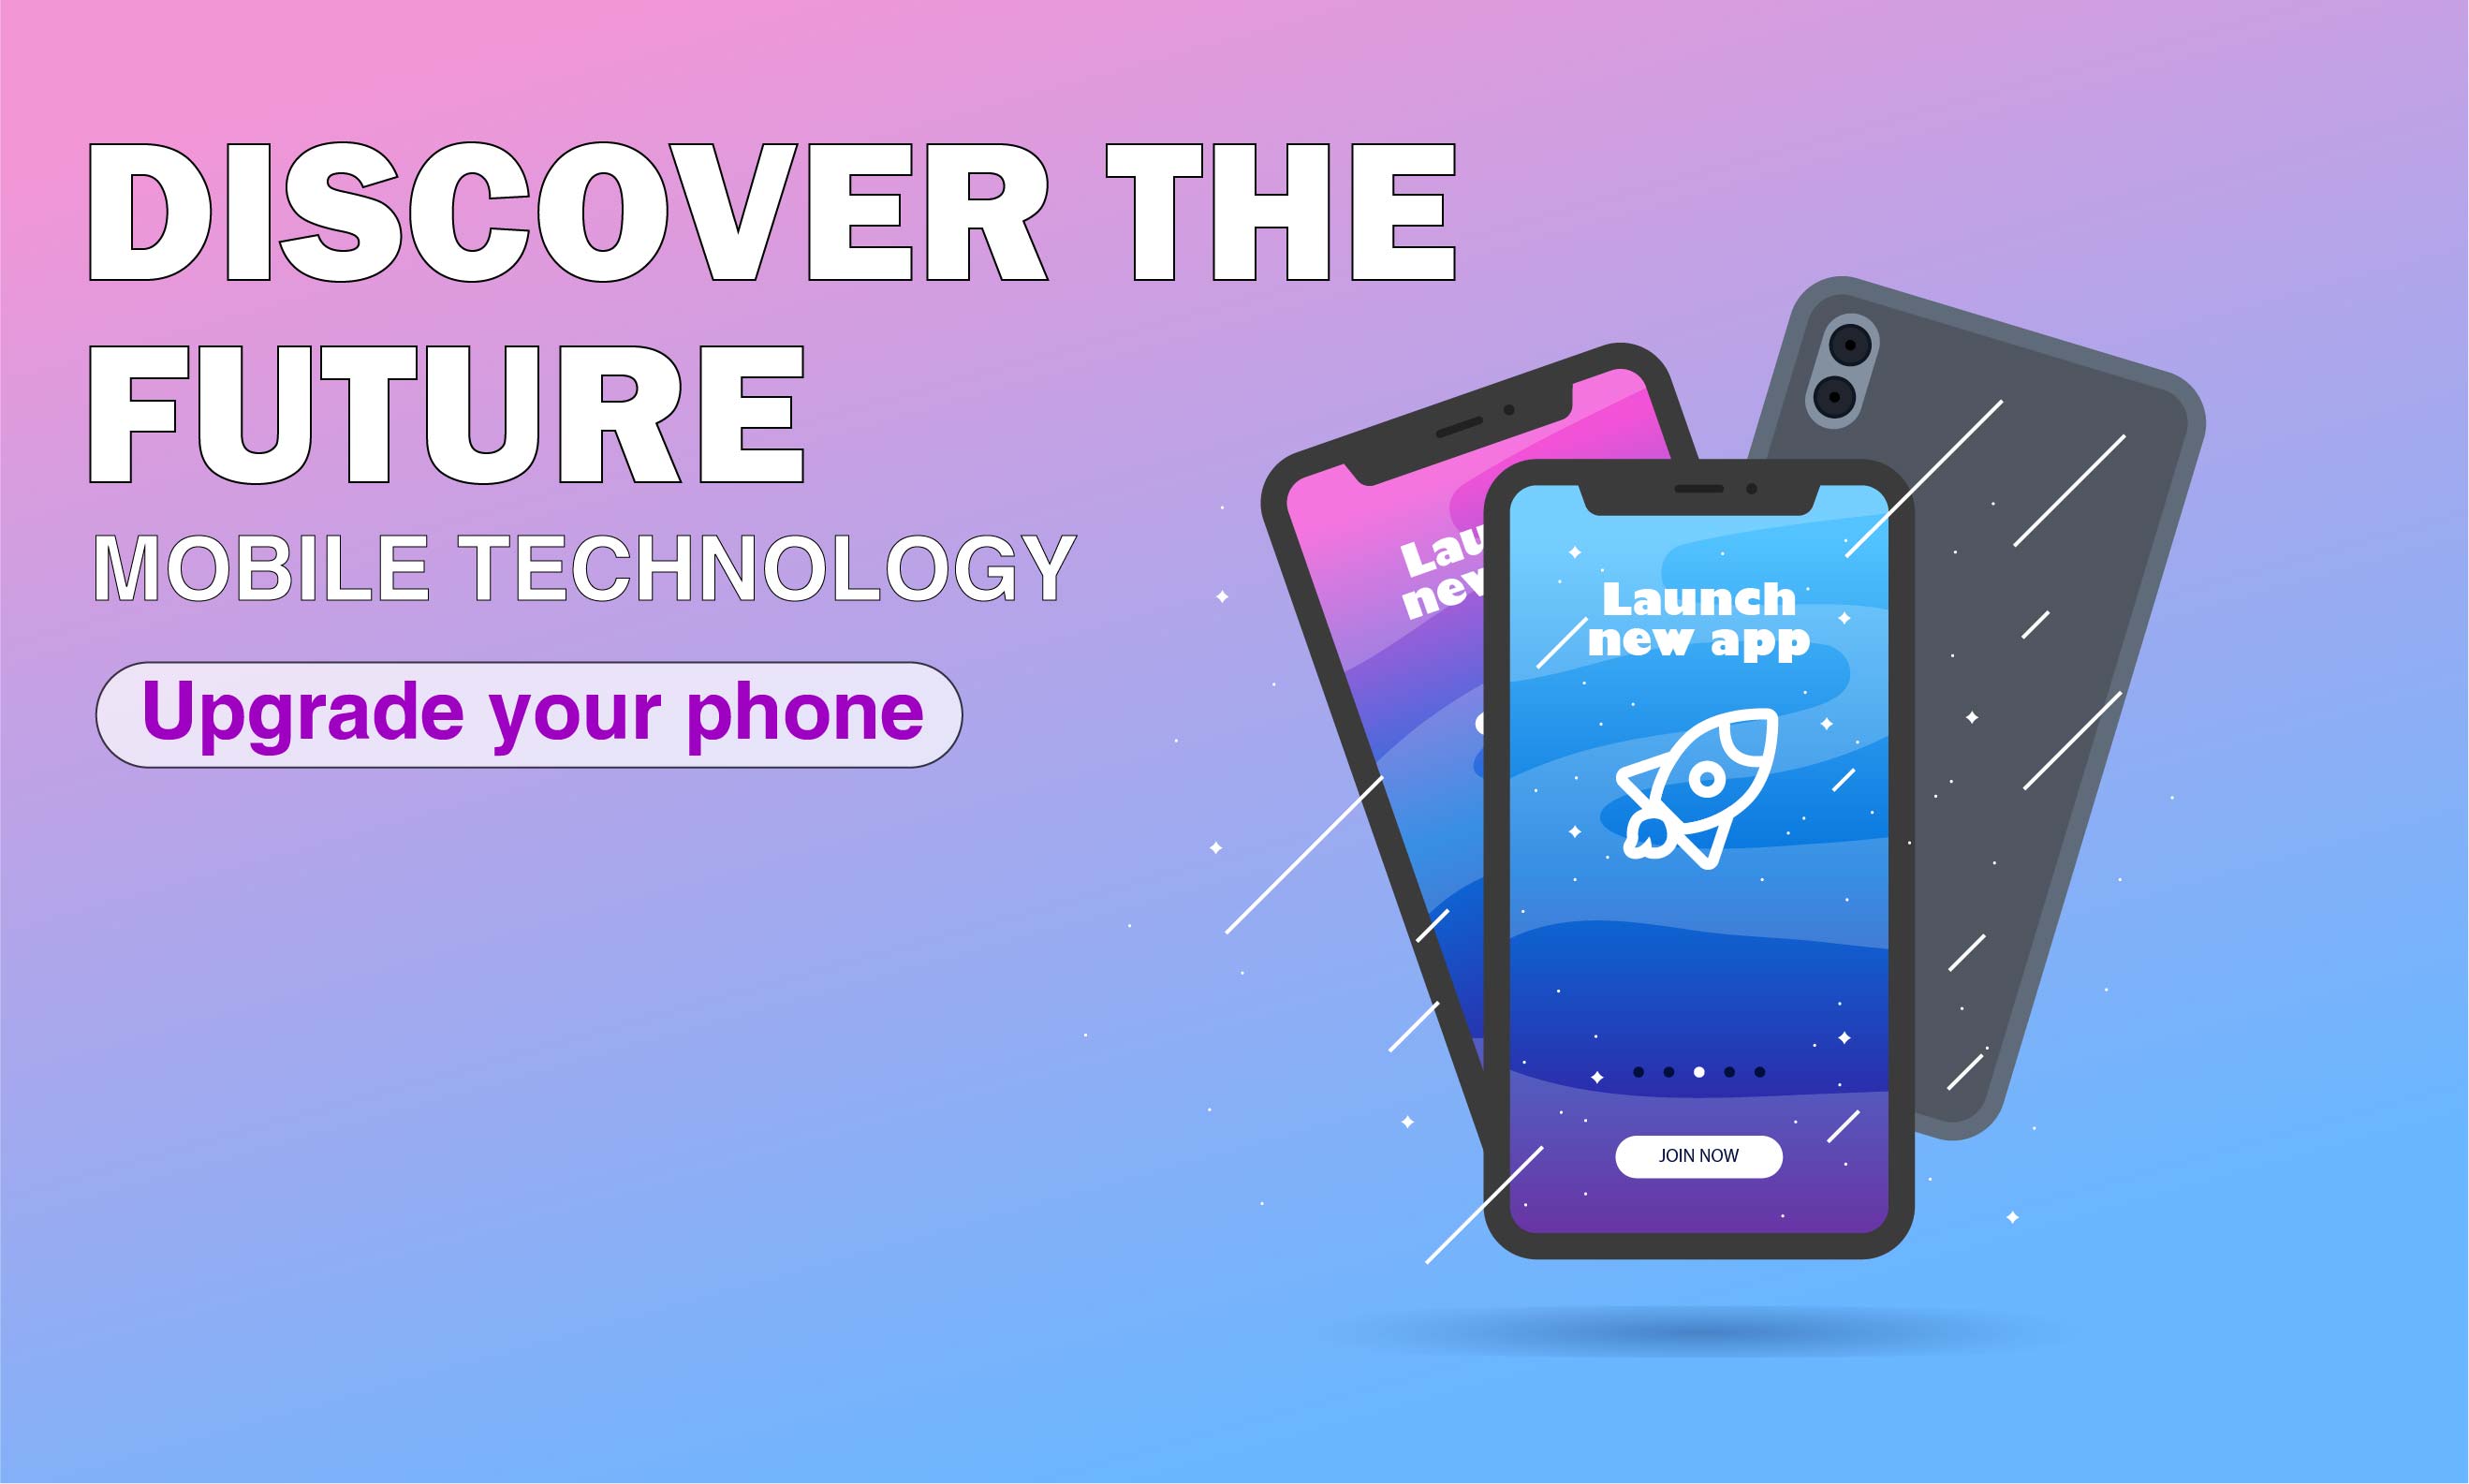 DISCOVER THE
FUTURE
MOBILE TECHNOLOGY
Upgrade your phone
Launch
new app
JOIN NOW